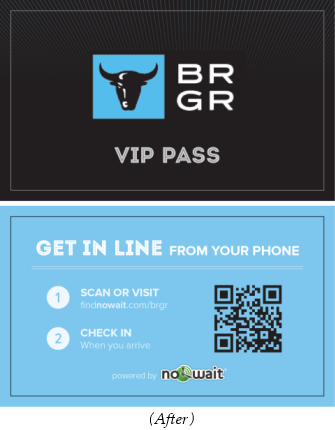 BR
GR
VIP PASS
GET IN LINE FROM YOUR PHONE
1 SCAN OR VISIT
findnowait.com/brgr
2 CHECK IN
When you arrive
powered by nowait
(After)